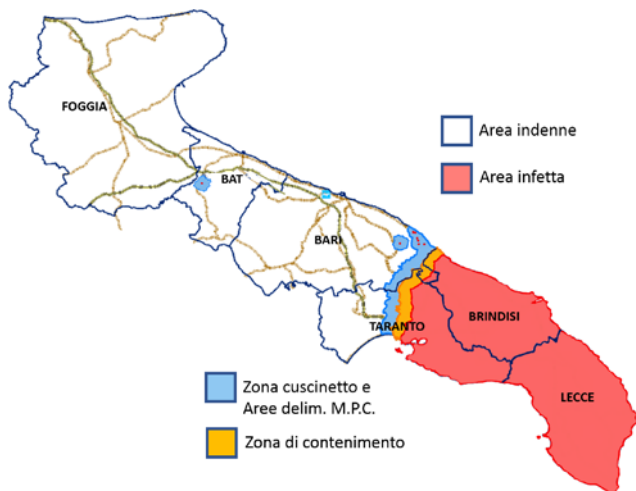 FOGGIA
BAT
Area indenne
Area infetta
BARI
TARANTO
BRINDISI
LECCE
Zona cuscinetto e
Aree delim. M.P.C.
Zona di contenimento